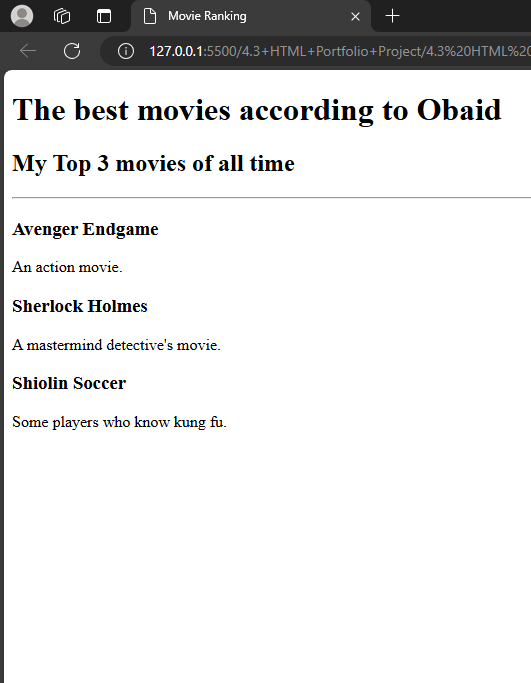 Movie Ranking
127.0.0.1:5500/4.3+HTML+Portfolio+Project/4.3%20HTML%20
The best movies according to Obaid
My Top 3 movies of all time
Avenger Endgame
An action movie.
Sherlock Holmes
A mastermind detective's movie.
Shiolin Soccer
Some players who know kung fu.